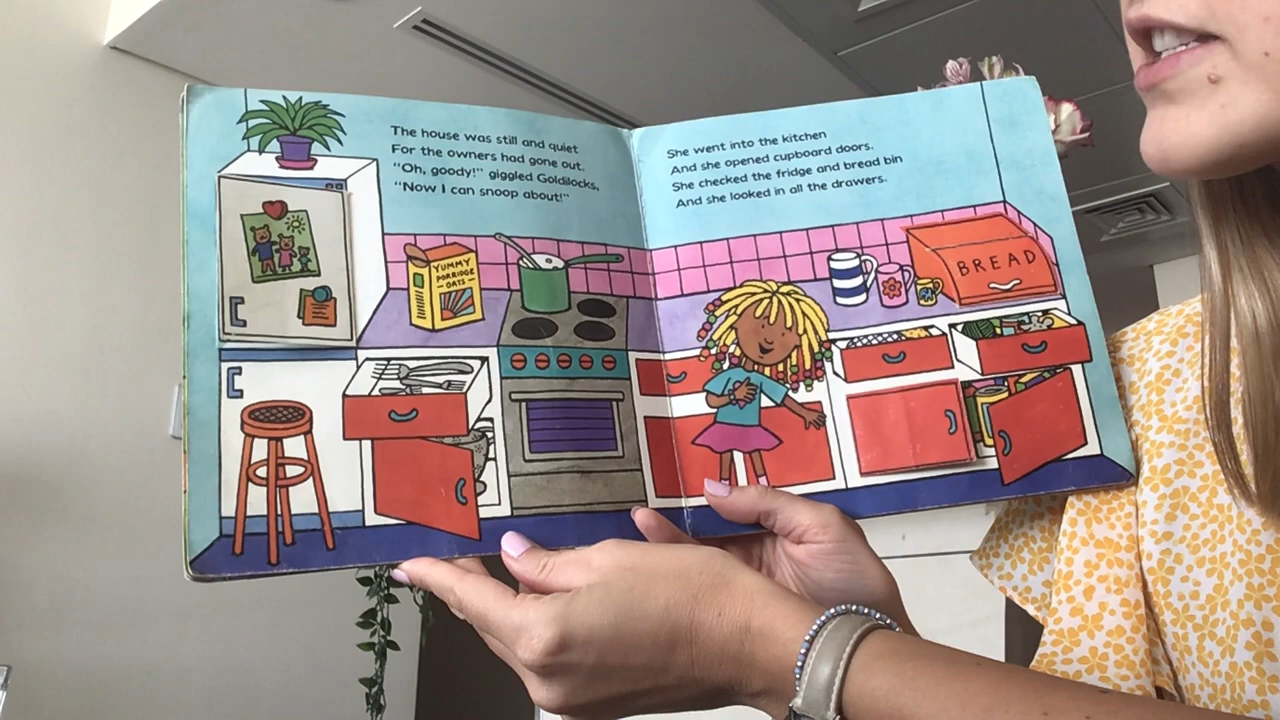 The house was still and quiet
For the owners had gone out.
"Oh, goody!" giggled Goldilocks,
"Now I can snoop about!"
She went into the kitchen
And she opened cupboard doors.
She checked the fridge and bread bin
And she looked in all the drawers.
YUMMY
PORRIDGE
OATS
BREAD